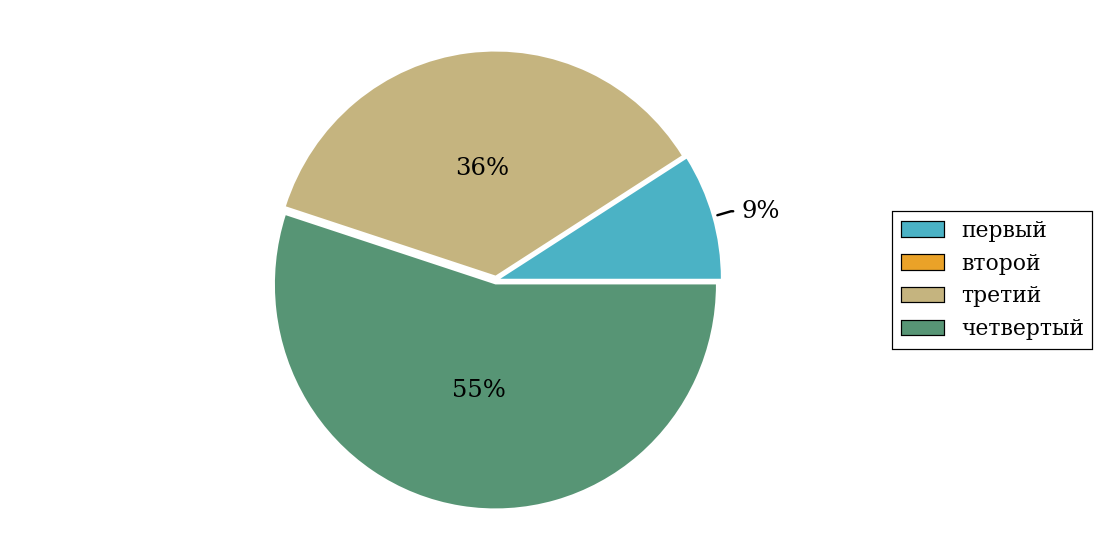 36%
9%
55%
первый
второй
третий
четвертый